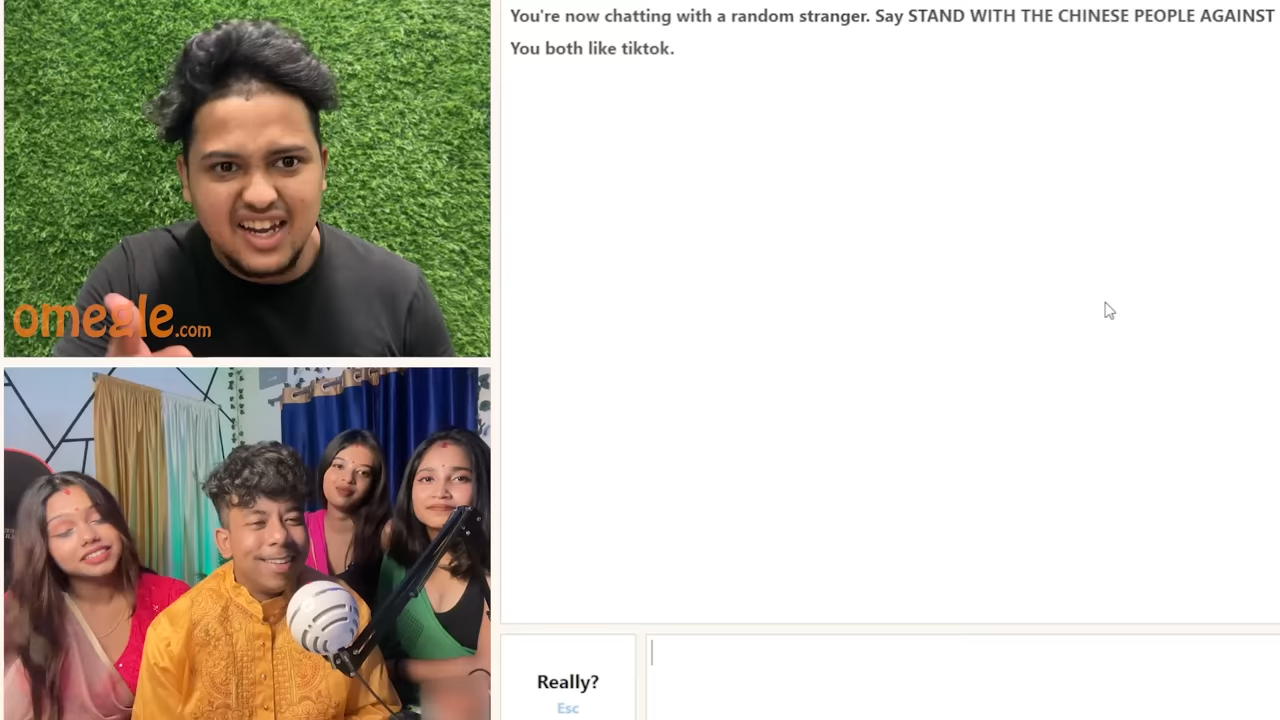 You're now chatting with a random stranger. Say STAND WITH THE CHINESE PEOPLE AGAINST
You both like tiktok.
omegle.com
Really?
Esc